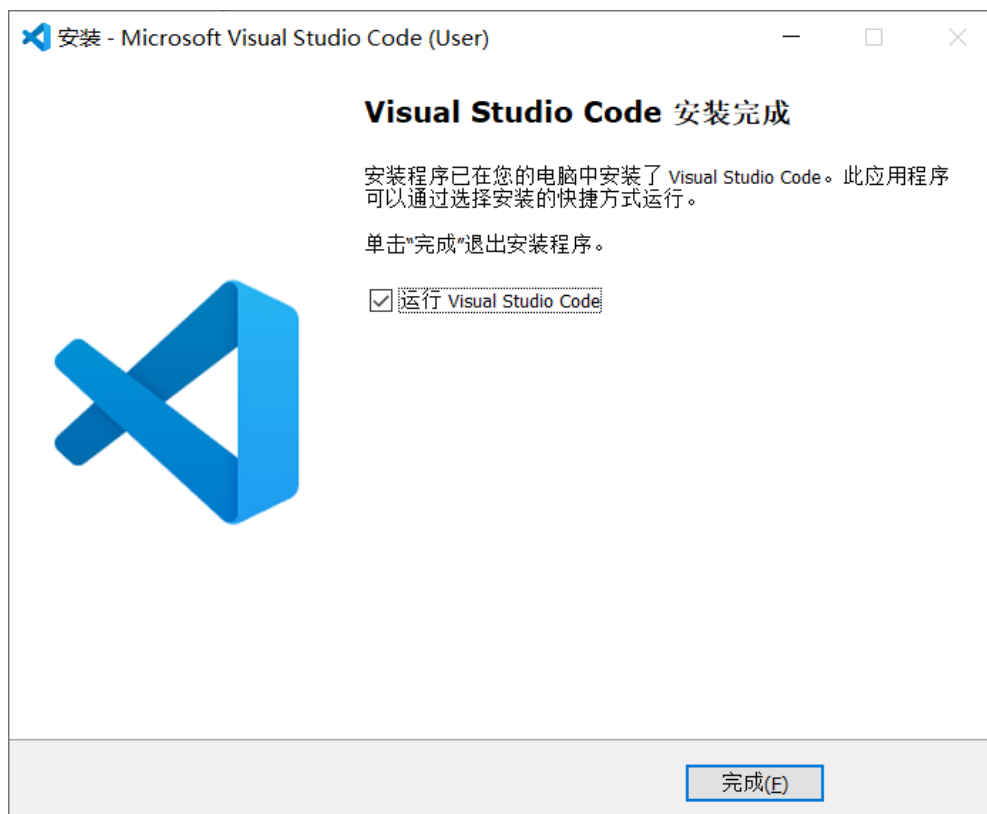 安装 - Microsoft Visual Studio Code (User)
Visual Studio Code 安装完成
安装程序已在您的电脑中安装了 Visual Studio Code。此应用程序
可以通过选择安装的快捷方式运行。
单击“完成”退出安装程序。
运行 Visual Studio Code
完成(F)